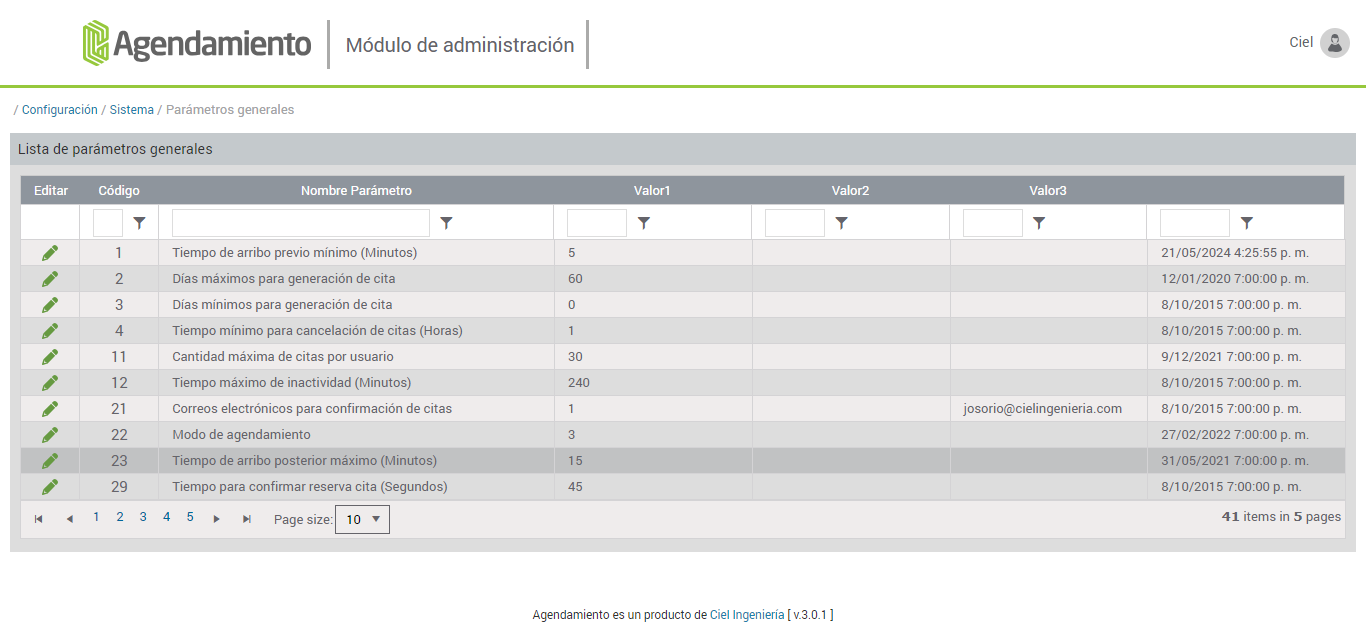 Agendamiento Módulo de administración Ciel
/ Configuración / Sistema / Parámetros generales
Lista de parámetros generales
Editar Código Nombre Parámetro Valor1 Valor2 Valor3
1 Tiempo de arribo previo mínimo (Minutos) 5 21/05/2024 4:25:55 p. m.
2 Días máximos para generación de cita 60 12/01/2020 7:00:00 p. m.
3 Días mínimos para generación de cita 0 8/10/2015 7:00:00 p. m.
4 Tiempo mínimo para cancelación de citas (Horas) 1 8/10/2015 7:00:00 p. m.
11 Cantidad máxima de citas por usuario 30 9/12/2021 7:00:00 p. m.
12 Tiempo máximo de inactividad (Minutos) 240 8/10/2015 7:00:00 p. m.
21 Correos electrónicos para confirmación de citas 1 josorio@cielingenieria.com 8/10/2015 7:00:00 p. m.
22 Modo de agendamiento 3 27/02/2022 7:00:00 p. m.
23 Tiempo de arribo posterior máximo (Minutos) 15 31/05/2021 7:00:00 p. m.
29 Tiempo para confirmar reserva cita (Segundos) 45 8/10/2015 7:00:00 p. m.
1 2 3 4 5 Page size: 10 41 items in 5 pages
Agendamiento es un producto de Ciel Ingeniería [ v.3.0.1 ]